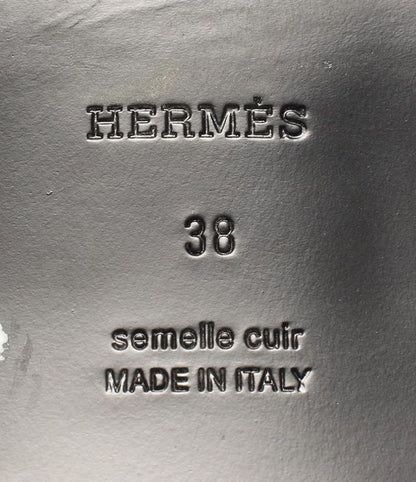 HERMÈS
38
semelle cuir
MADE IN ITALY